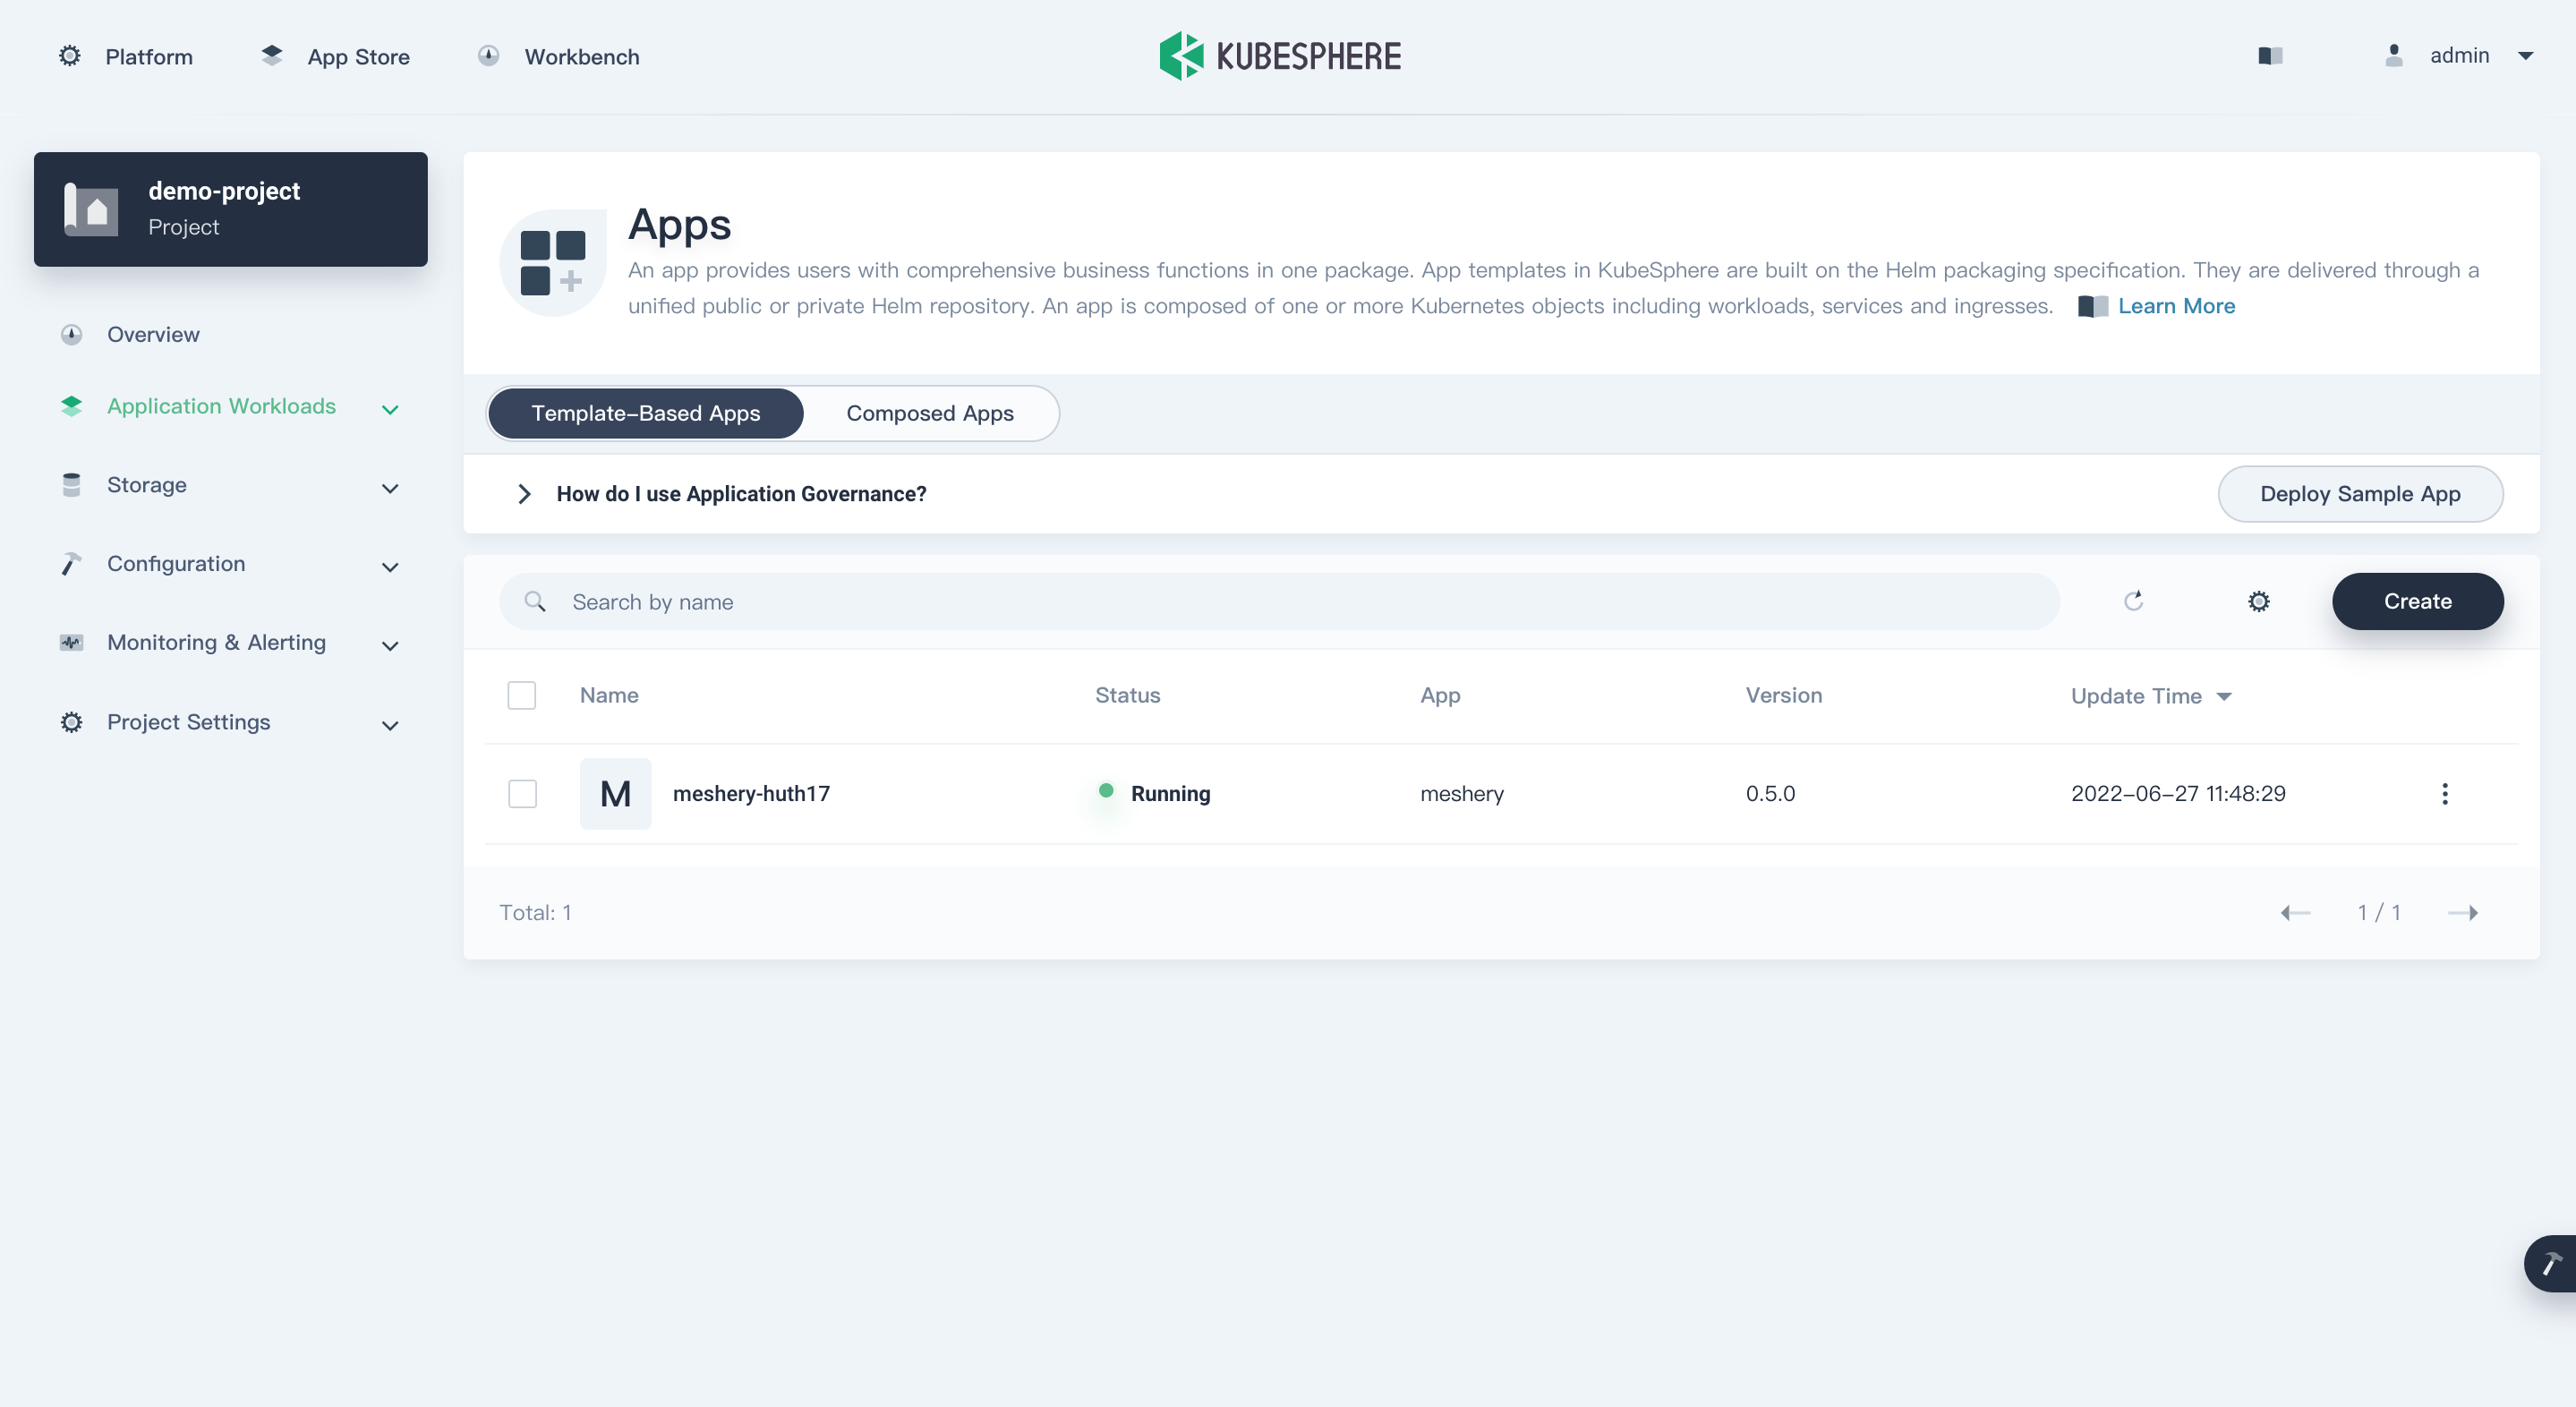 Platform
App Store
Workbench
KUBESPHERE
admin
demo-project
Project
Overview
Application Workloads
Storage
Configuration
Monitoring & Alerting
Project Settings
Apps
An app provides users with comprehensive business functions in one package. App templates in KubeSphere are built on the Helm packaging specification. They are delivered through a
unified public or private Helm repository. An app is composed of one or more Kubernetes objects including workloads, services and ingresses. Learn More
Template-Based Apps
Composed Apps
How do I use Application Governance?
Deploy Sample App
Search by name
Create
Name Status App Version Update Time
M meshery-huth17 Running meshery 0.5.0 2022-06-27 11:48:29
Total: 1
1 / 1